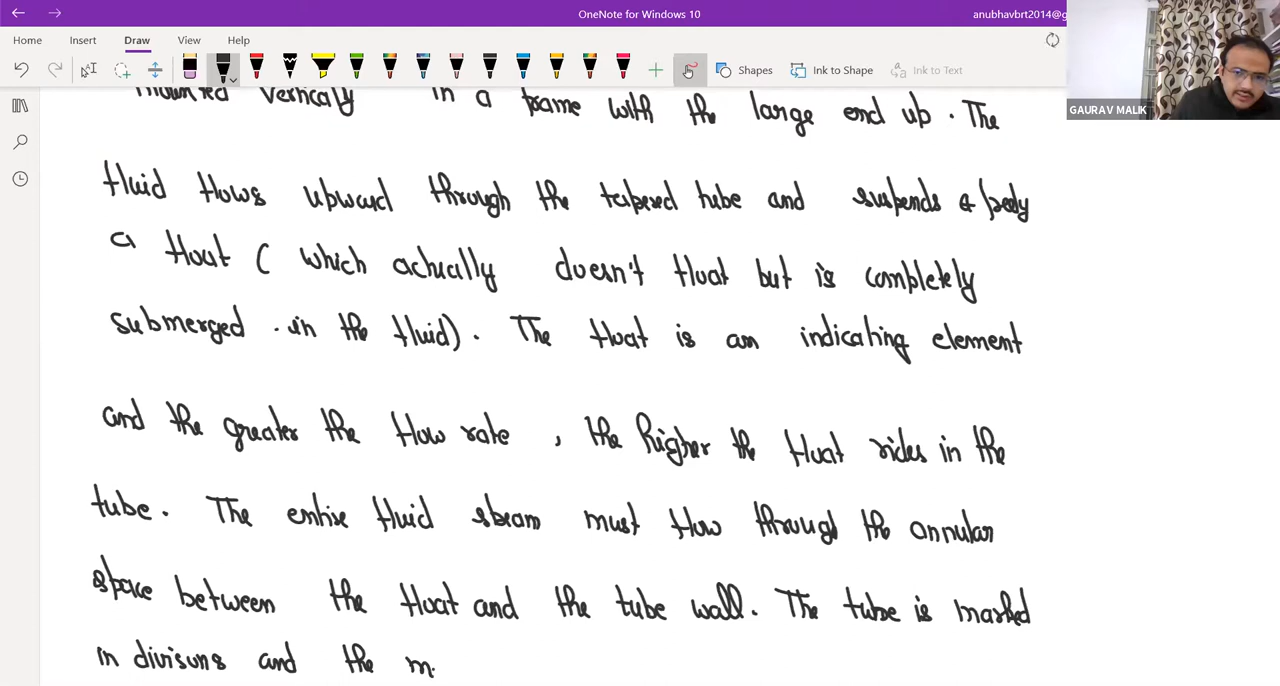 OneNote for Windows 10
anubhavbrt2014@g
Home Insert Draw View Help
Shapes Ink to Shape Ink to Text
GAURAV MALIK
mounted verticaly in a frame with the large end up. The
fluid flows upward through the tapered tube and suspends a
a float ( which actually doesn't float but is completely
submerged in the fluid). The float is an indicating element
and the greater the flow rate, the higher the float rides in the
tube. The entire fluid stream must flow through the annular
space between the float and the tube wall. The tube is marked
in divisuns and the m